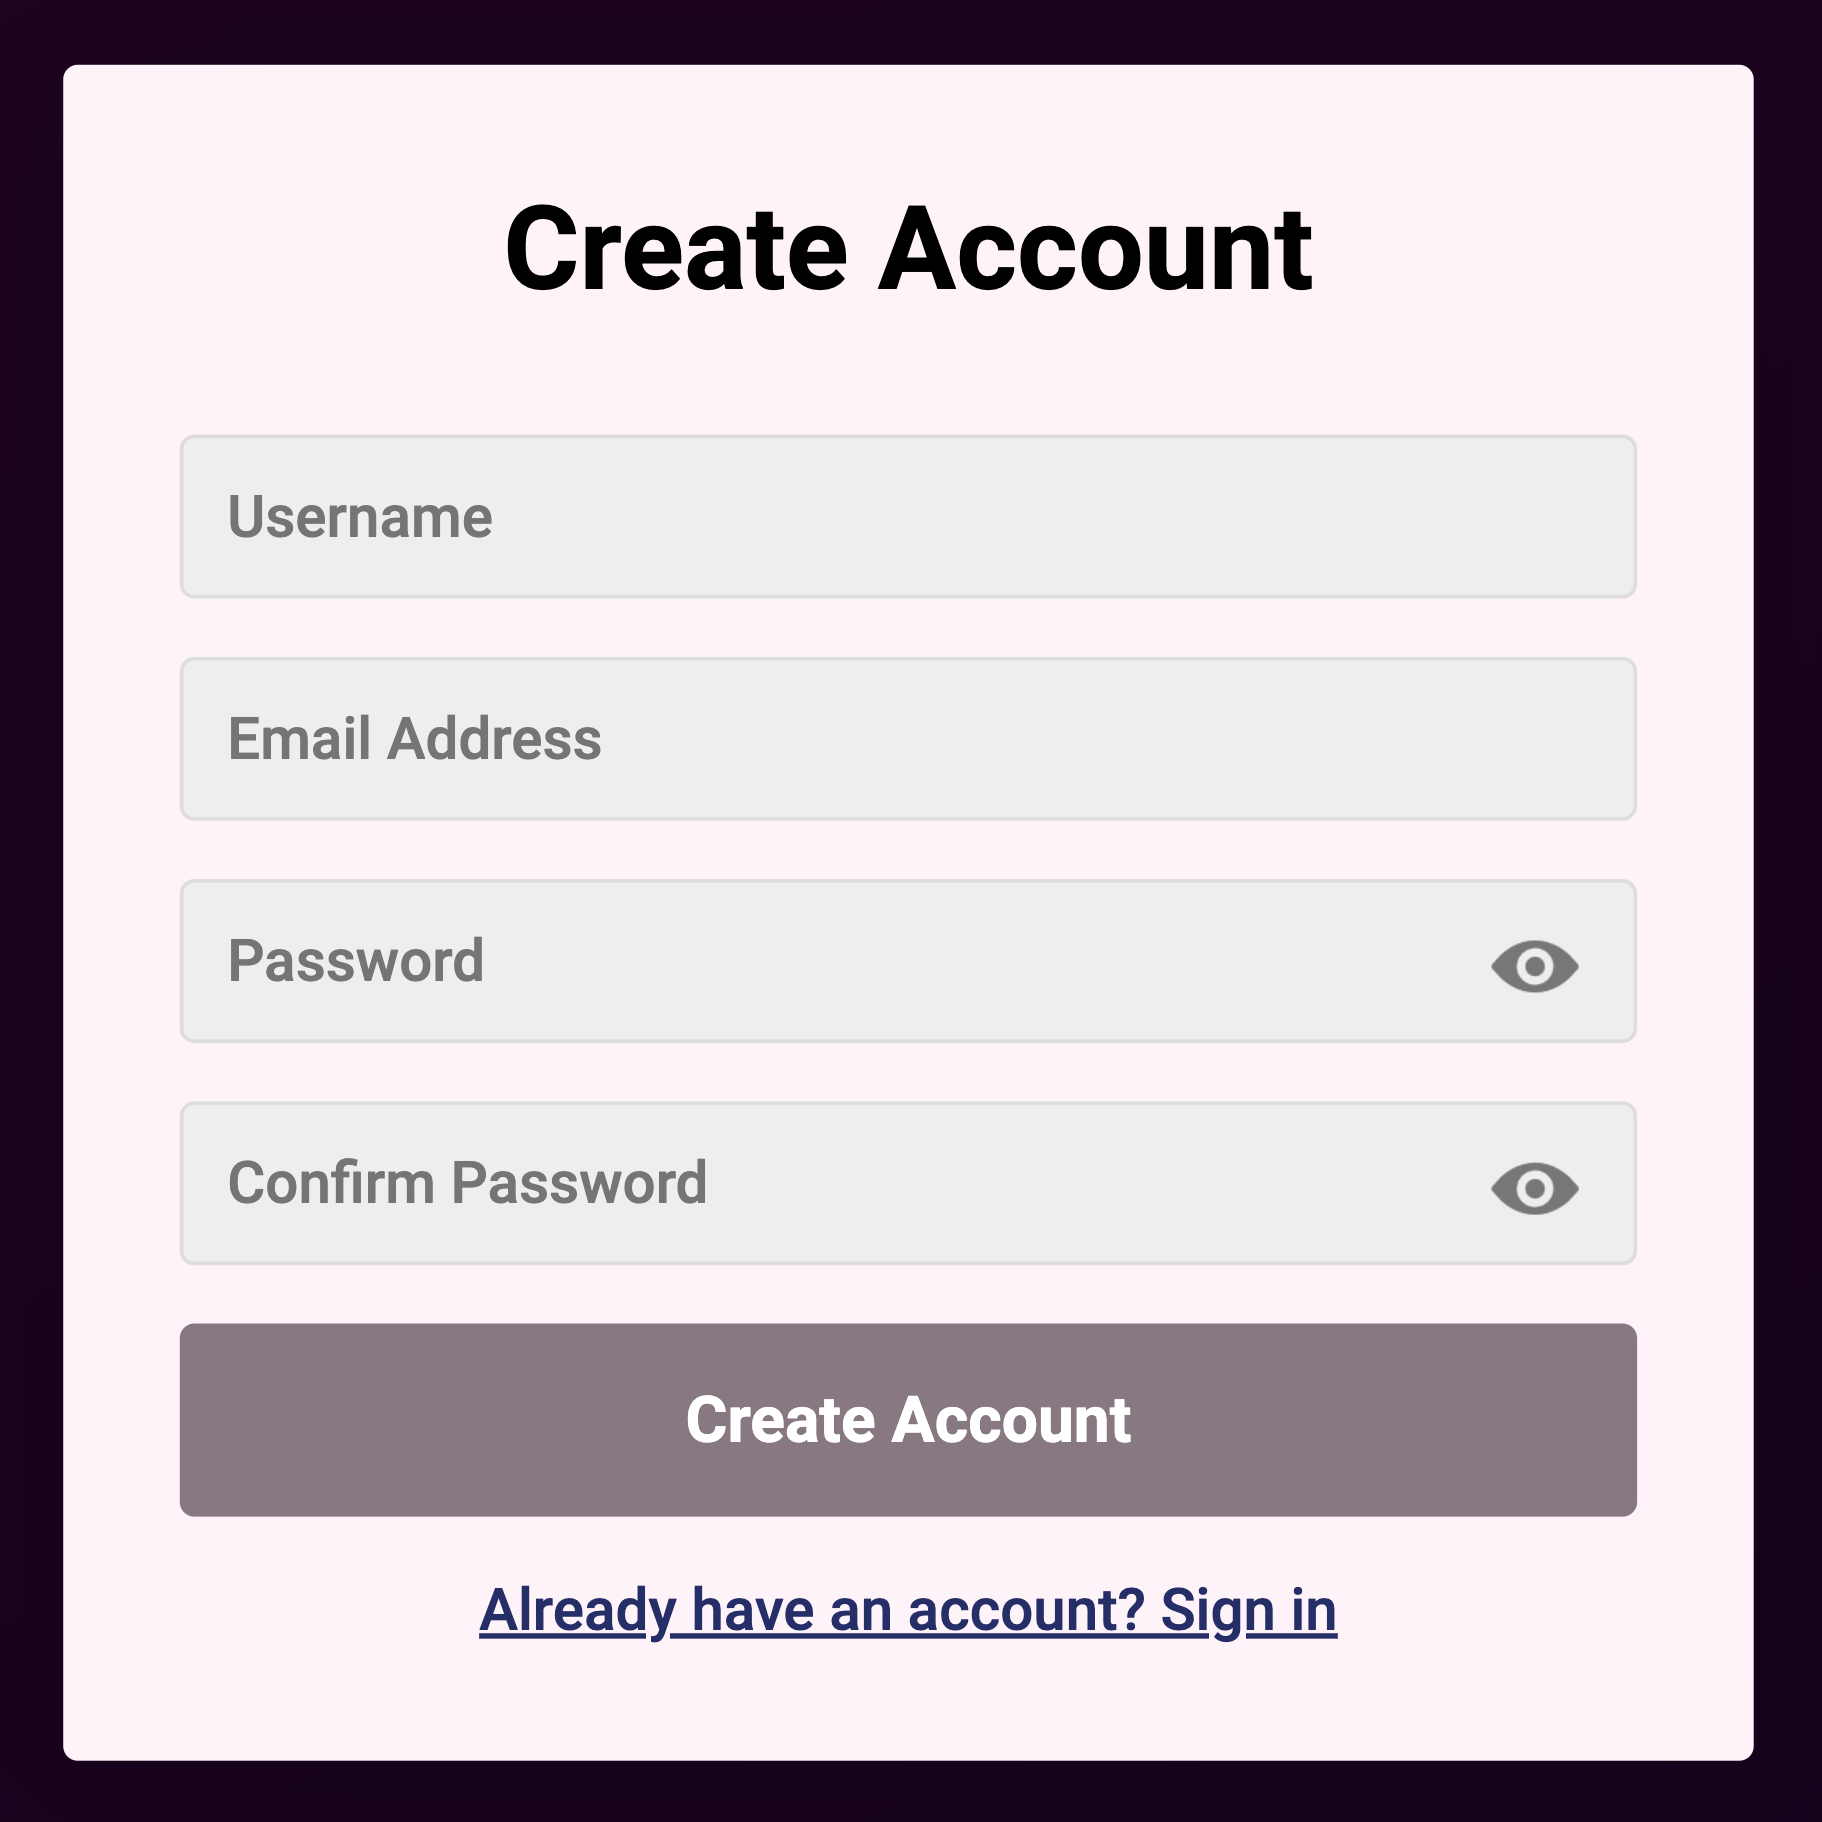 Create Account
Username
Email Address
Password
Confirm Password
Create Account
Already have an account? Sign in